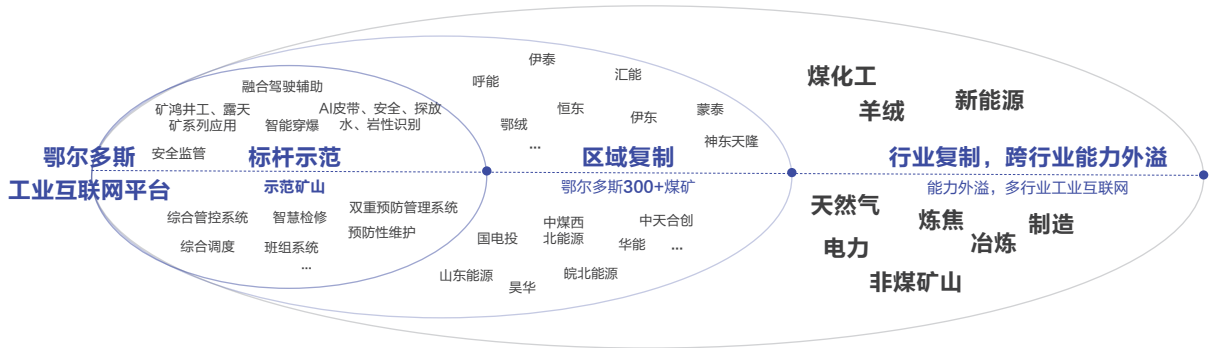 鄂尔多斯
工业互联网平台
融合驾驶辅助
矿鸿井工、露天
矿系列应用
智能穿爆
AI皮带、安全、探放
水、岩性识别
安全监管
标杆示范
示范矿山
综合管控系统
智慧检修
双重预防管理系统
综合调度
班组系统
预防性维护
...
伊泰
呼能
汇能
恒东
蒙泰
鄂绒
伊东
...
神东天隆
区域复制
鄂尔多斯300+煤矿
国电投
中煤西
北能源
中天合创
华能
...
山东能源
昊华
皖北能源
煤化工
羊绒
新能源
行业复制，跨行业能力外溢
能力外溢，多行业工业互联网
天然气
炼焦
制造
电力
冶炼
非煤矿山